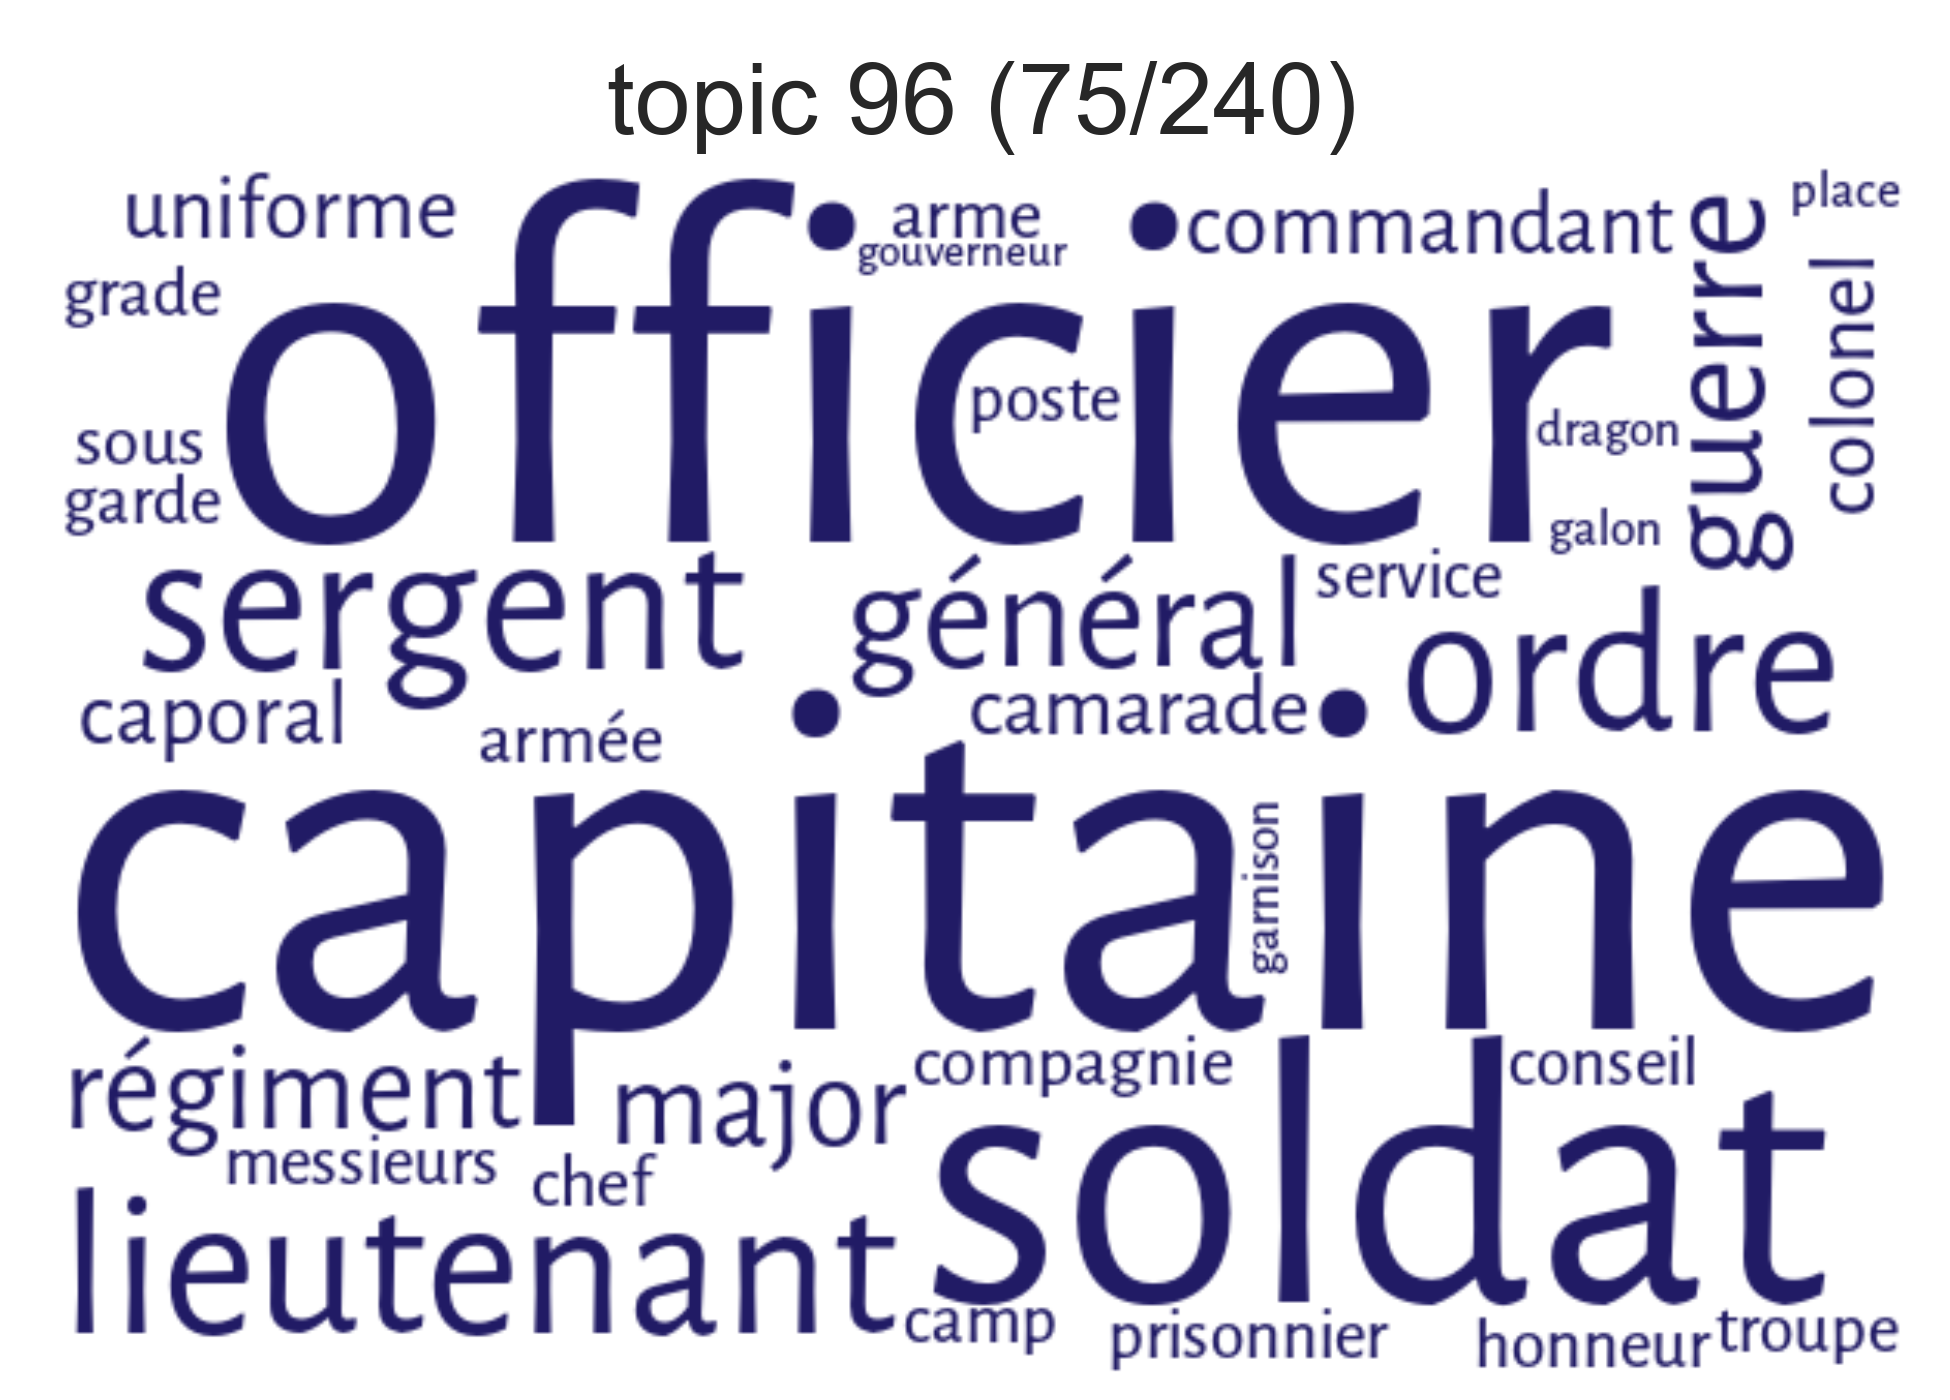 topic 96 (75/240)
uniforme
arme
gouverneur
commandant
place
grade
officier
guerre
colonel
poste
dragon
sous
garde
galon
sergent
général
service
ordre
caporal
armée
camarade
capitaine
garnison
régiment
major
compagnie
conseil
messieurs
chef
soldat
lieutenant
camp
prisonnier
honneur
troupe